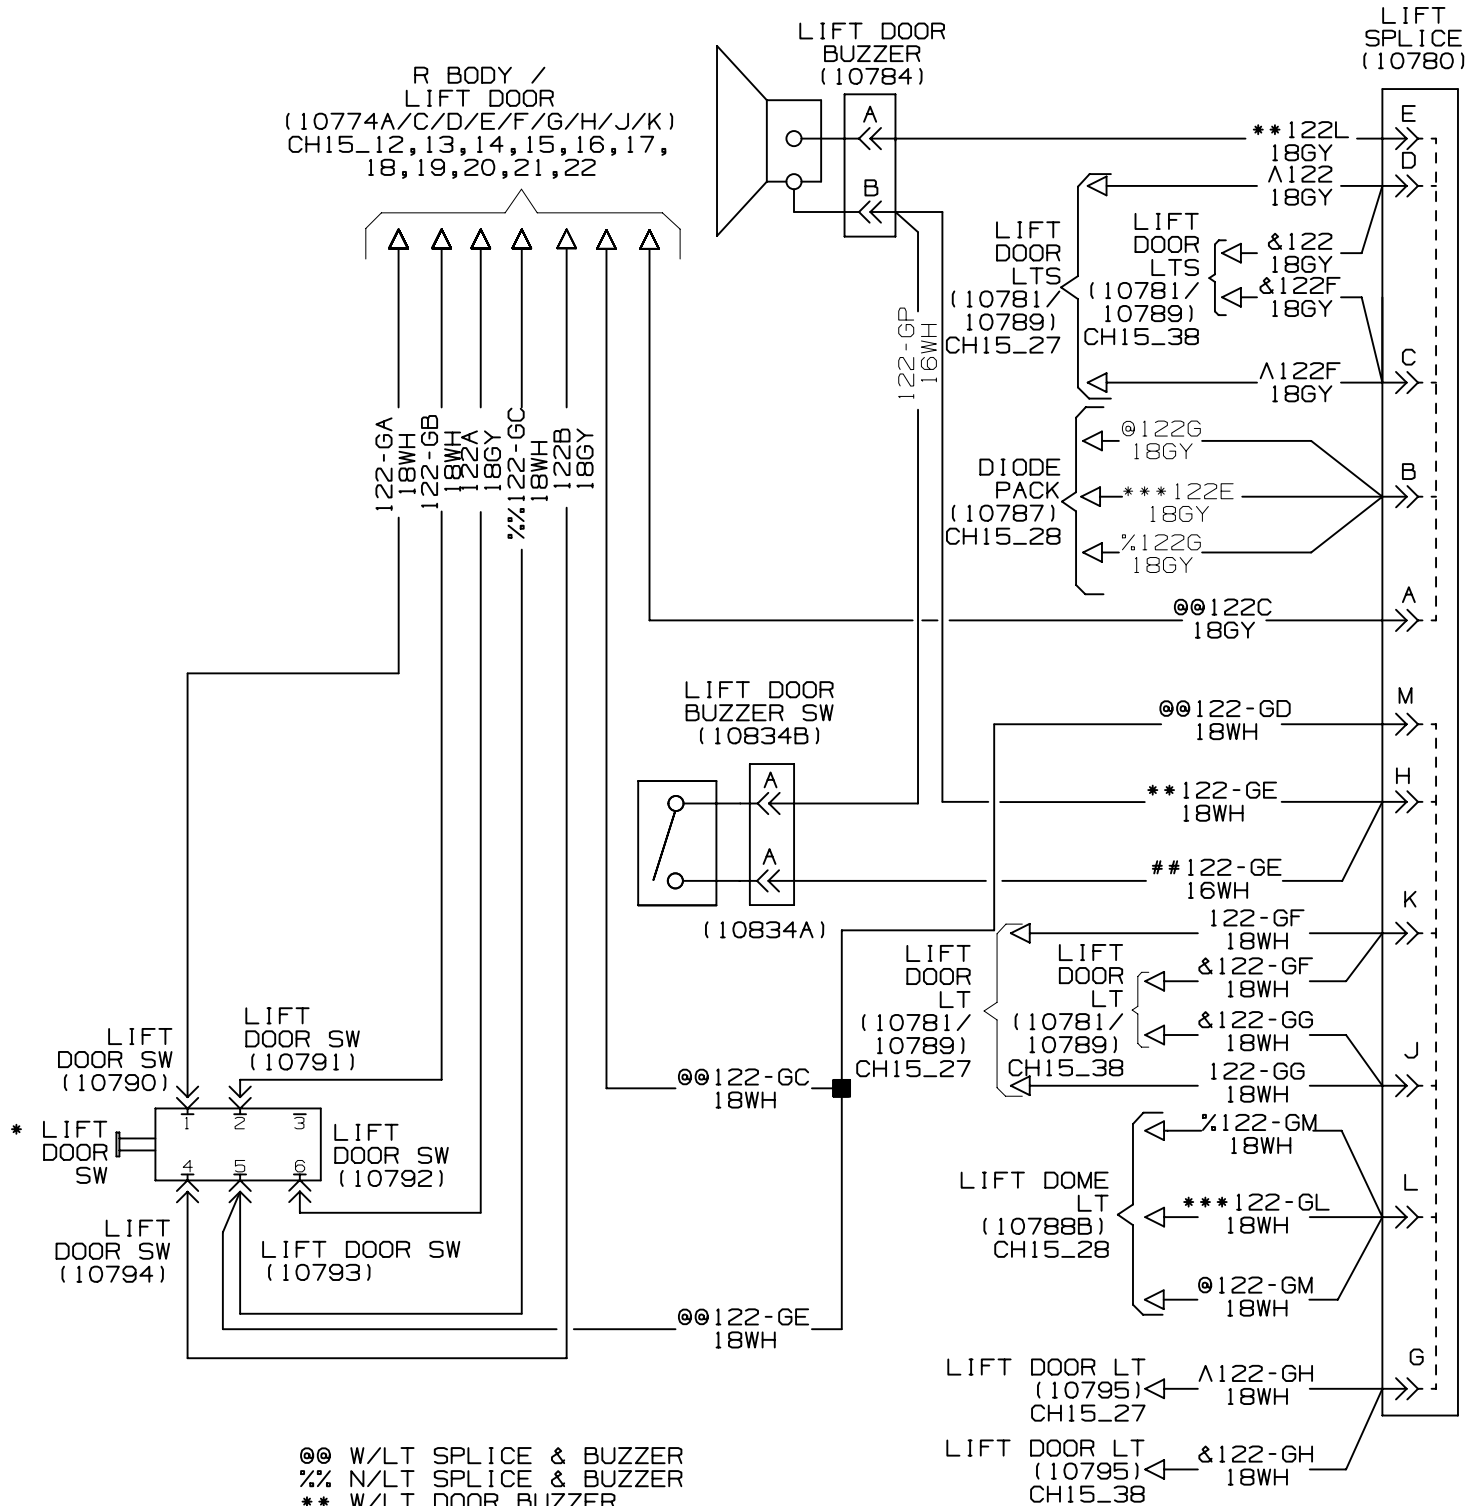 LIFT
SPLICE
(10780)
LIFT DOOR
BUZZER
(10784)
R BODY /
LIFT DOOR
(10774A/C/D/E/F/G/H/J/K)
CH15_12,13,14,15,16,17,
18,19,20,21,22
A
B
E
**122L
18GY
D
^122
18GY
LIFT
DOOR
LTS
(10781/
10789)
CH15_27
LIFT
DOOR
LTS
(10781/
10789)
CH15_38
&122
18GY
&122F
18GY
C
^122F
18GY
122-GP
16WH
122-GA
18WH
122-GB
18WH
122A
18GY
%%122-GC
18WH
122B
18GY
DIODE
PACK
(10787)
CH15_28
@122G
18GY
B
***122E
18GY
%122G
18GY
A
@@122C
18GY
LIFT DOOR
BUZZER SW
(10834B)
A
A
(10834A)
M
@@122-GD
18WH
H
**122-GE
18WH
##122-GE
16WH
K
122-GF
18WH
LIFT
DOOR
LT
(10781/
10789)
CH15_27
LIFT
DOOR
LT
(10781/
10789)
CH15_38
&122-GF
18WH
&122-GG
18WH
J
122-GG
18WH
LIFT
DOOR SW
(10790)
LIFT
DOOR SW
(10791)
@@122-GC
18WH
* LIFT
DOOR
SW
1 2 3
4 5 6
LIFT
DOOR SW
(10792)
LIFT
DOOR SW
(10794)
LIFT DOOR SW
(10793)
@@122-GE
18WH
LIFT DOME
LT
(10788B)
CH15_28
%122-GM
18WH
L
***122-GL
18WH
@122-GM
18WH
G
LIFT DOOR LT
(10795)
CH15_27
^122-GH
18WH
LIFT DOOR LT
(10795)
CH15_38
&122-GH
18WH
@@ W/LT SPLICE & BUZZER
%% N/LT SPLICE & BUZZER
** W/LT DOOR BUZZER